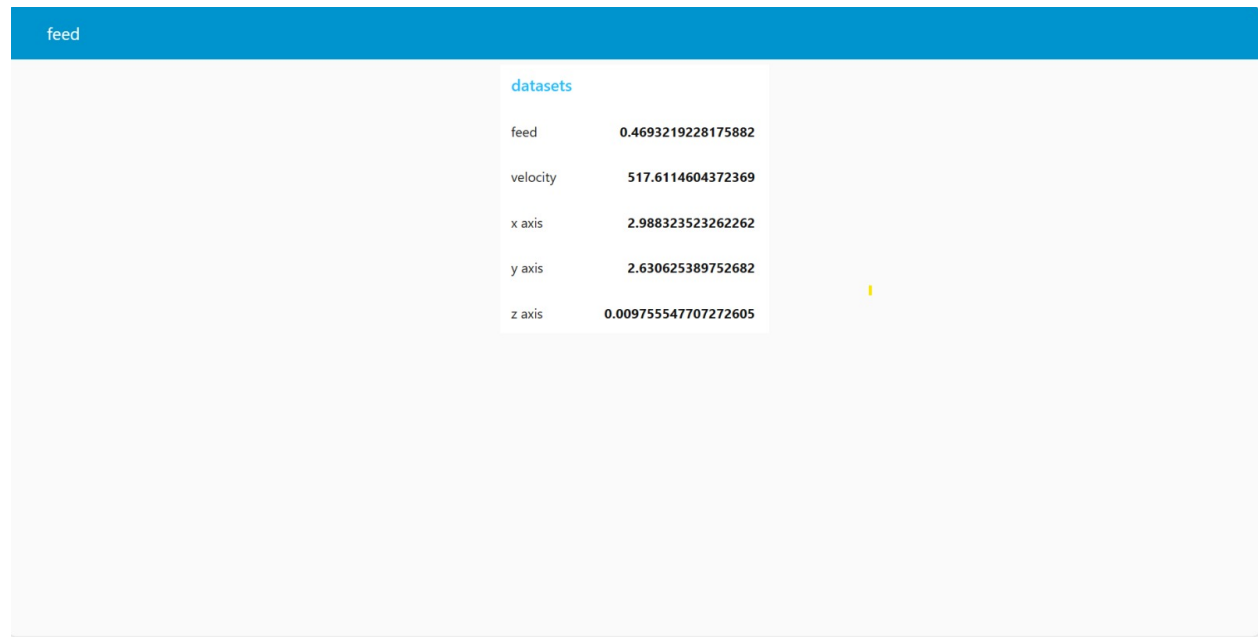 feed
datasets
feed 0.4693219228175882
velocity 517.6114604372369
x axis 2.988323523262262
y axis 2.630625389752682
z axis 0.009755547707272605